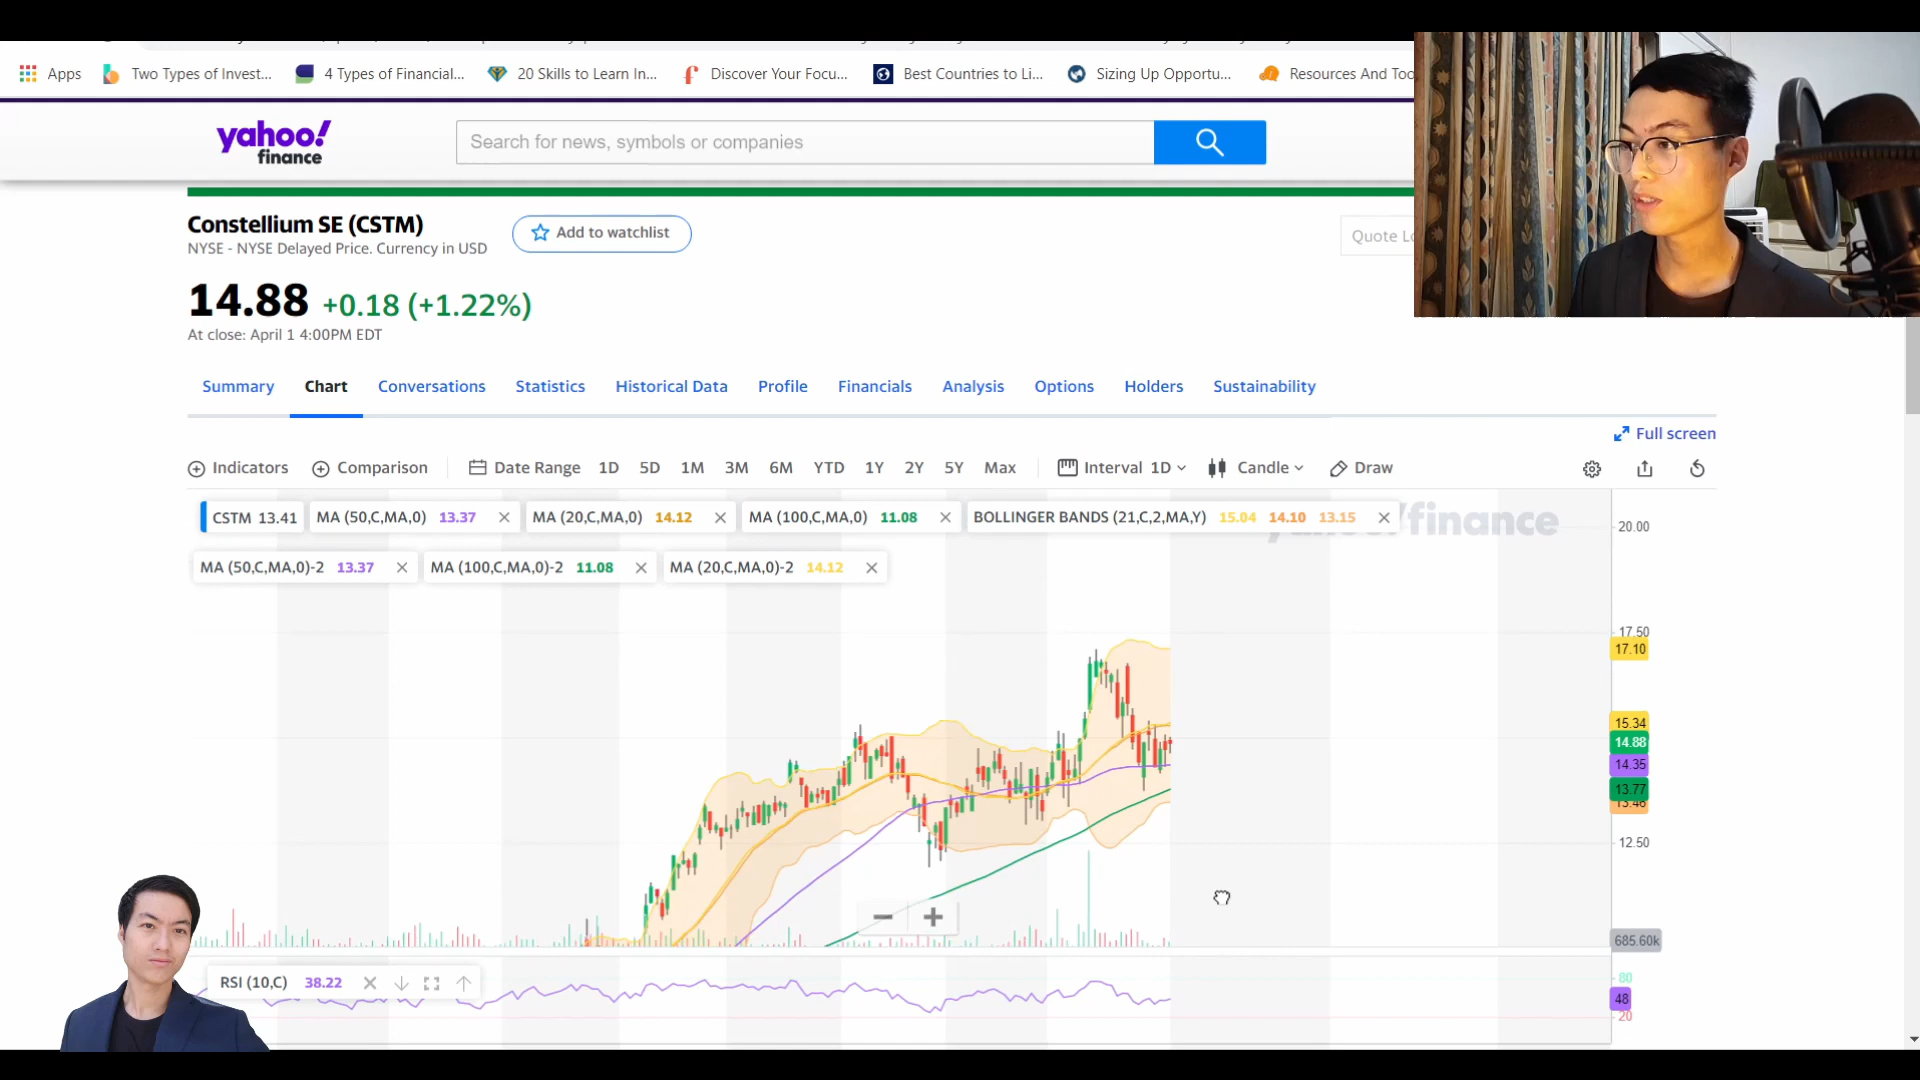 Apps
Two Types of Invest...
4 Types of Financial...
20 Skills to Learn In...
Discover Your Focu...
Best Countries to Li...
Sizing Up Opportu...
Resources And Too
yahoo!
finance
Search for news, symbols or companies
Constellium SE (CSTM)
NYSE - NYSE Delayed Price. Currency in USD
Add to watchlist
Quote Lo
14.88 +0.18 (+1.22%)
At close: April 1 4:00PM EDT
Summary Chart Conversations Statistics Historical Data Profile Financials Analysis Options Holders Sustainability
Full screen
Indicators Comparison Date Range 1D 5D 1M 3M 6M YTD 1Y 2Y 5Y Max Interval 1D Candle Draw
CSTM 13.41 MA (50,C,MA,0) 13.37 MA (20,C,MA,0) 14.12 MA (100,C,MA,0) 11.08 BOLLINGER BANDS (21,C,2,MA,Y) 15.04 14.10 13.15
/finance
MA (50,C,MA,0)-2 13.37 MA (100,C,MA,0)-2 11.08 MA (20,C,MA,0)-2 14.12
20.00
17.50
17.10
15.34
14.88
14.35
13.77
13.46
12.50
685.60k
RSI (10,C) 38.22
80
48
20